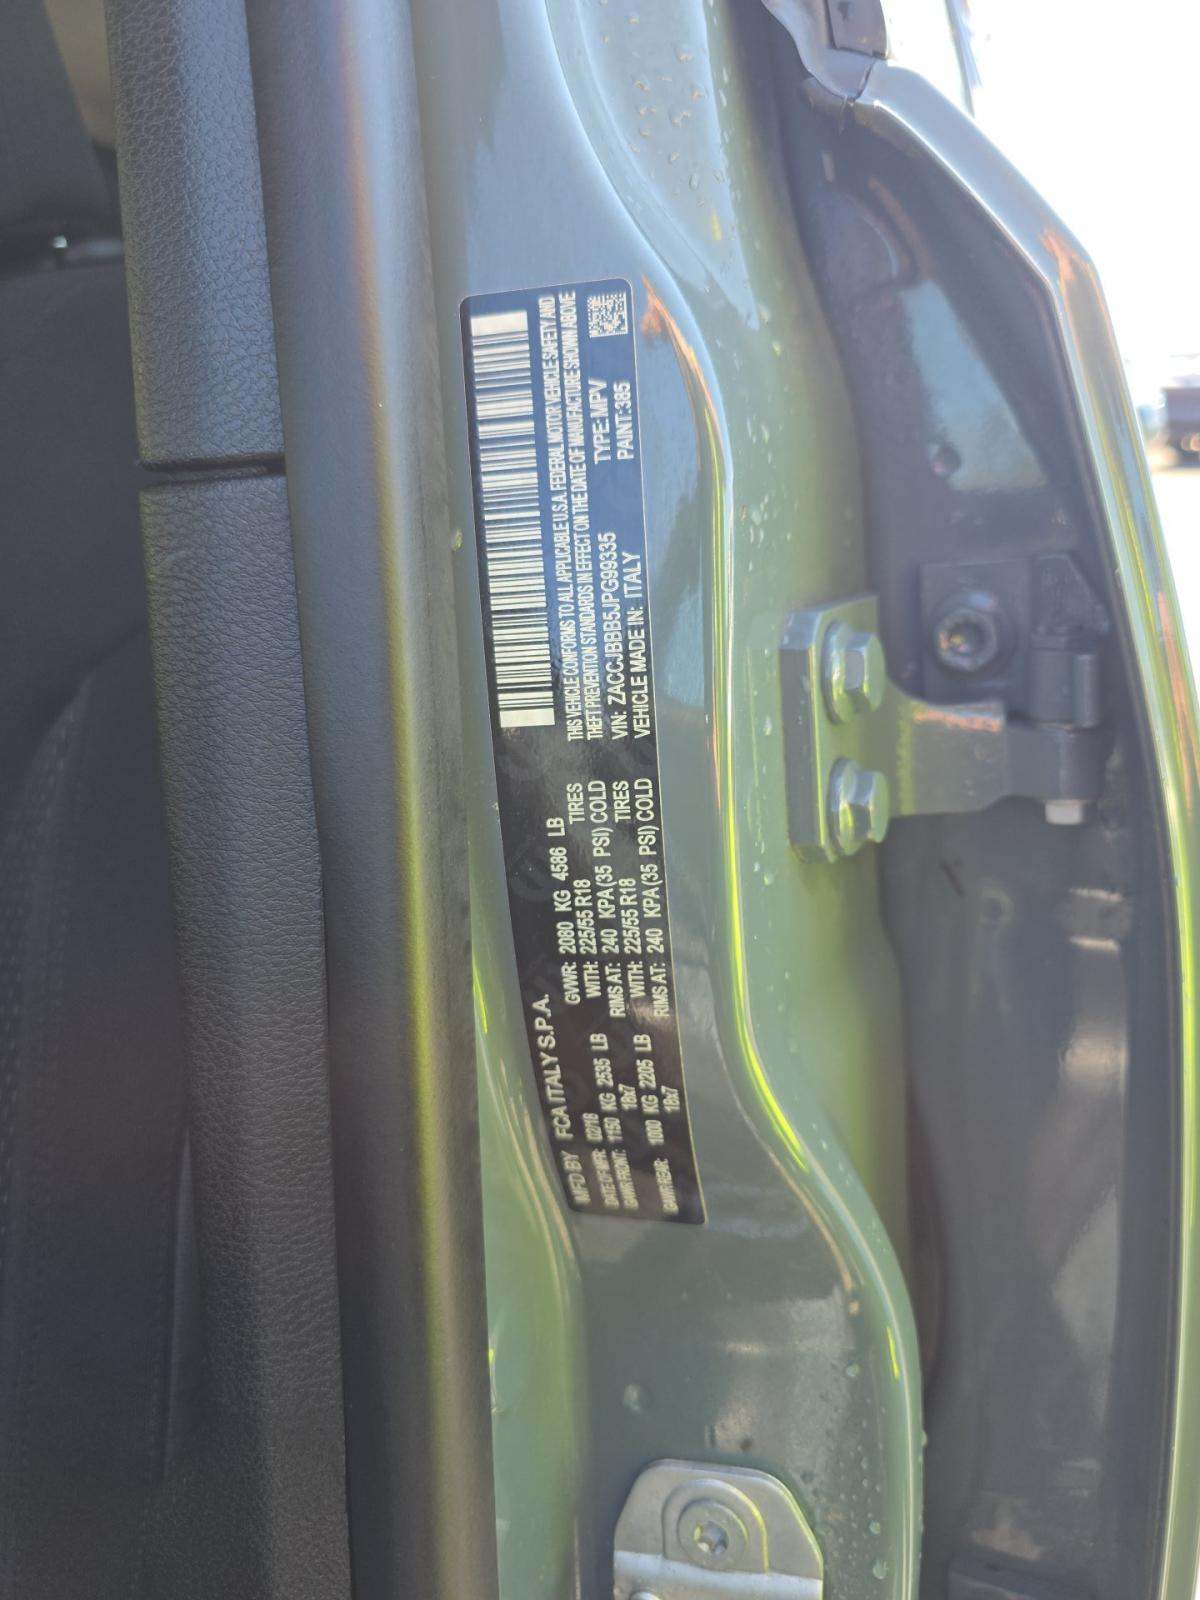 MFD BY FCA ITALY S.P.A.
DATE OF MFR: 02/18 GVWR: 2080 KG 4586 LB
GAWR FRONT: 1150 KG 2535 LB WITH: 225/55 R18 TIRES
18x7 RIMS AT: 240 KPA (35 PSI) COLD
GAWR REAR: 1000 KG 2205 LB WITH: 225/55 R18 TIRES
18x7 RIMS AT: 240 KPA (35 PSI) COLD
THIS VEHICLE CONFORMS TO ALL APPLICABLE U.S.A. FEDERAL MOTOR VEHICLE SAFETY AND
THEFT PREVENTION STANDARDS IN EFFECT ON THE DATE OF MANUFACTURE SHOWN ABOVE
VIN: ZACCJBBB5JPG99335 TYPE:MPV
VEHICLE MADE IN: ITALY PAINT:385